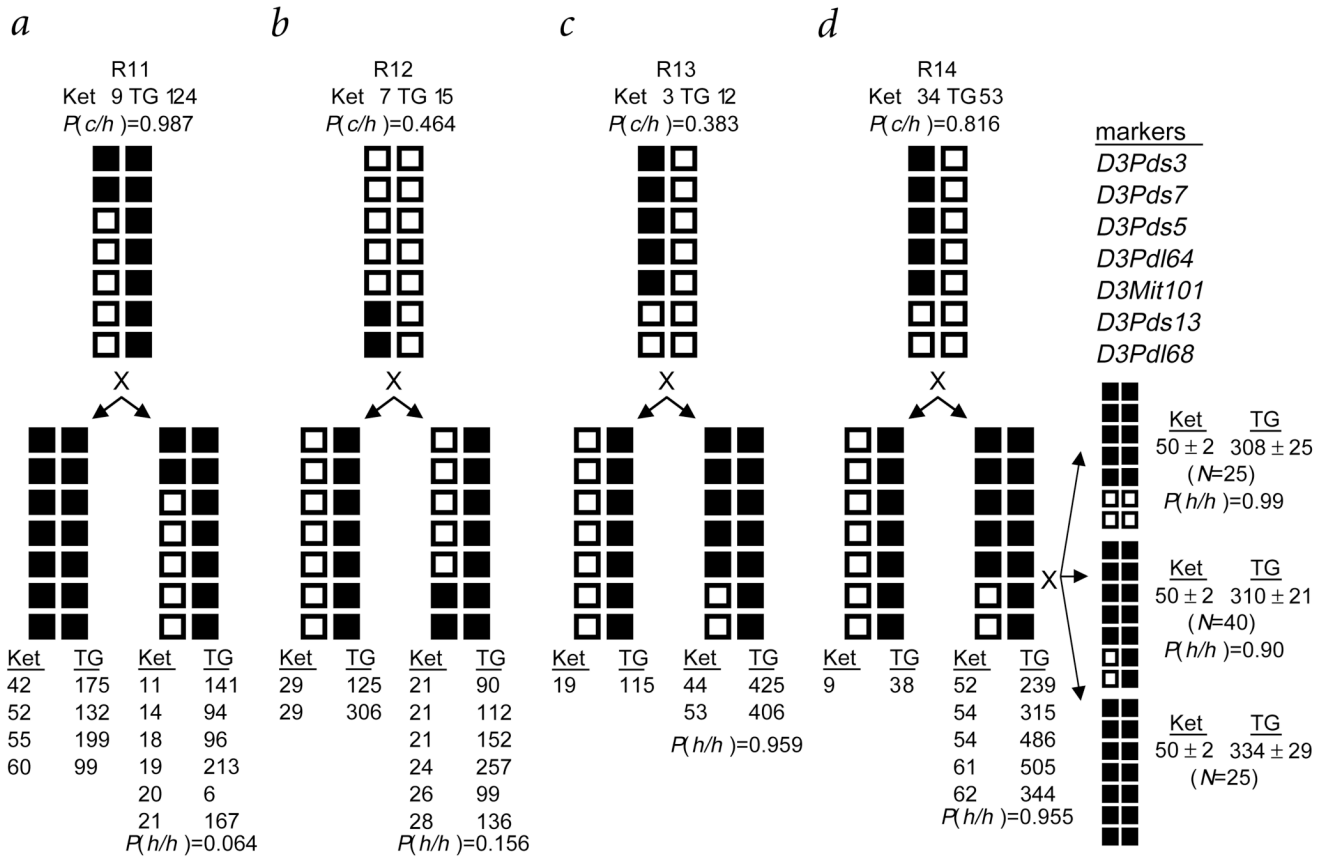 a
R11
Ket 9 TG 124
P(c/h)=0.987
X
Ket TG Ket TG
42 175 11 141
52 132 14 94
55 199 18 96
60 99 19 213
20 6
21 167
P(h/h)=0.064
b
R12
Ket 7 TG 15
P(c/h)=0.464
X
Ket TG Ket TG
29 125 21 90
29 306 21 112
21 152
24 257
26 99
28 136
P(h/h)=0.156
c
R13
Ket 3 TG 12
P(c/h)=0.383
X
Ket TG Ket TG
19 115 44 425
53 406
P(h/h)=0.959
d
R14
Ket 34 TG53
P(c/h)=0.816
X
Ket TG Ket TG
9 38 52 239
54 315
54 486
61 505
62 344
P(h/h)=0.955
X
markers
D3Pds3
D3Pds7
D3Pds5
D3Pdl64
D3Mit101
D3Pds13
D3Pdl68
Ket TG
50 ± 2 308 ± 25
(N=25)
P(h/h)=0.99
Ket TG
50 ± 2 310 ± 21
(N=40)
P(h/h)=0.90
Ket TG
50 ± 2 334 ± 29
(N=25)